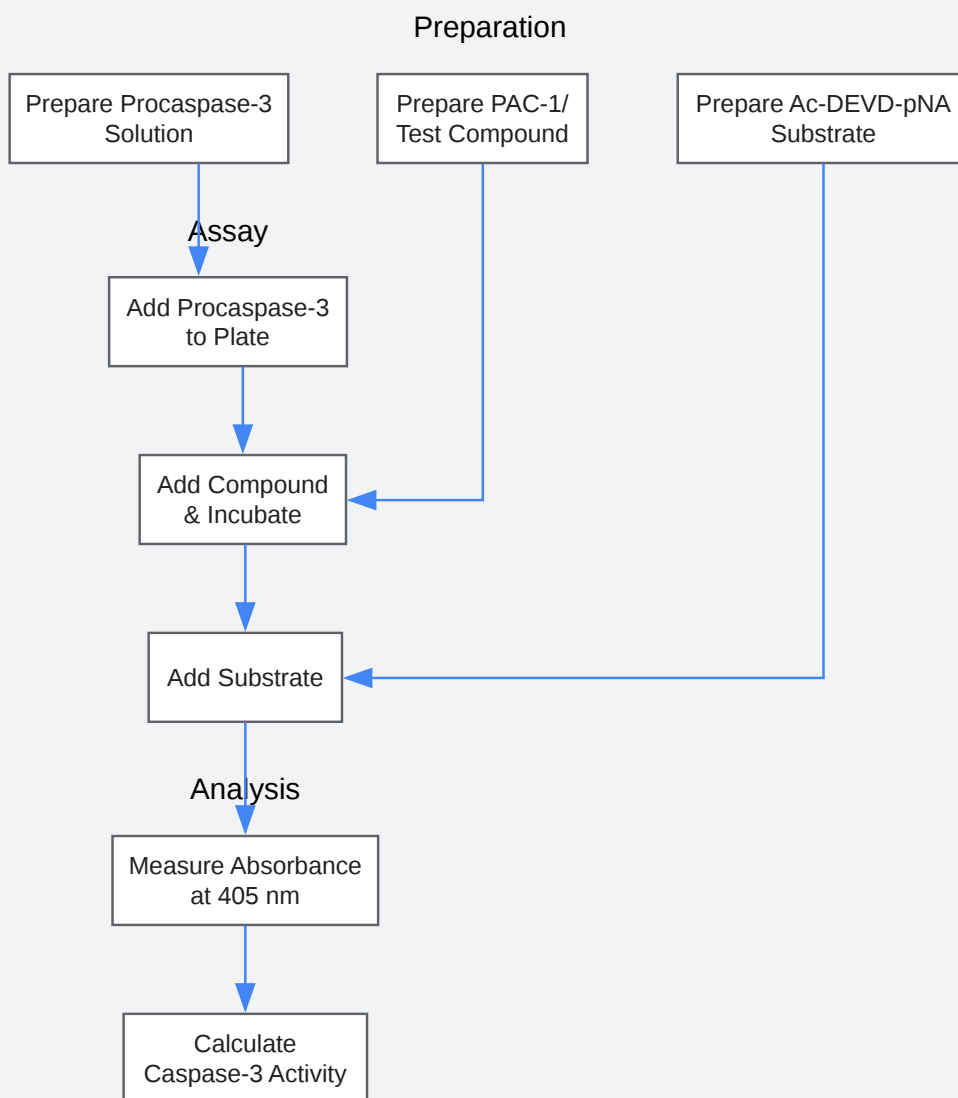 Preparation
Prepare Procaspase-3
Solution
Prepare PAC-1/
Test Compound
Prepare Ac-DEVD-pNA
Substrate
Assay
Add Procaspase-3
to Plate
Add Compound
& Incubate
Add Substrate
Analysis
Measure Absorbance
at 405 nm
Calculate
Caspase-3 Activity